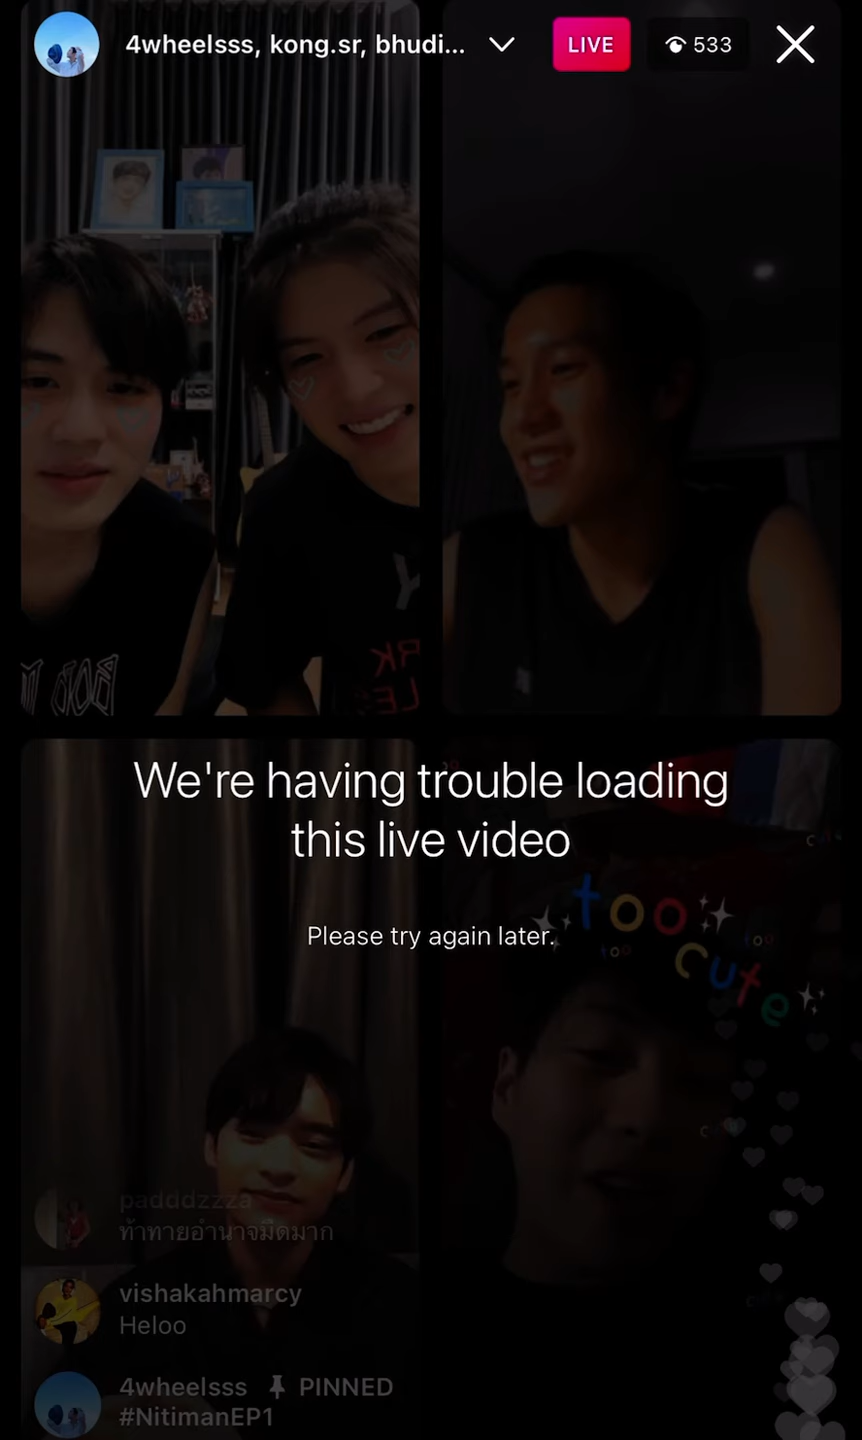 4wheelsss, kong.sr, bhudi...
LIVE
533
We're having trouble loading
this live video
Please try again later.
too
cute
padddzzza
ท้าทายอำนาจมืดมาก
vishakahmarcy
Heloo
4wheelsss PINNED
#NitimanEP1